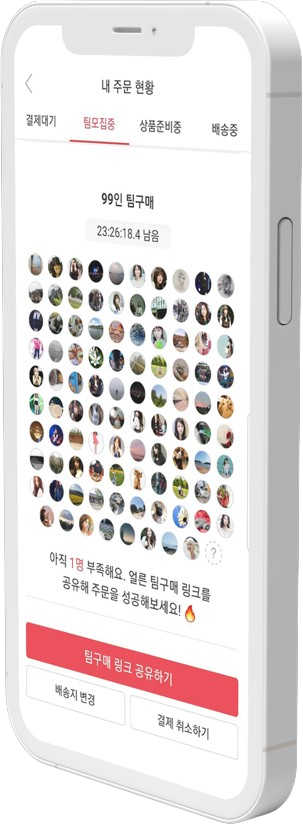 내 주문 현황
결제대기 팀모집중 상품준비중 배송중
99인 팀구매
23:26:18.4 남음
?
아직 1명 부족해요. 얼른 팀구매 링크를
공유해 주문을 성공해보세요! 🔥
팀구매 링크 공유하기
배송지 변경 결제 취소하기